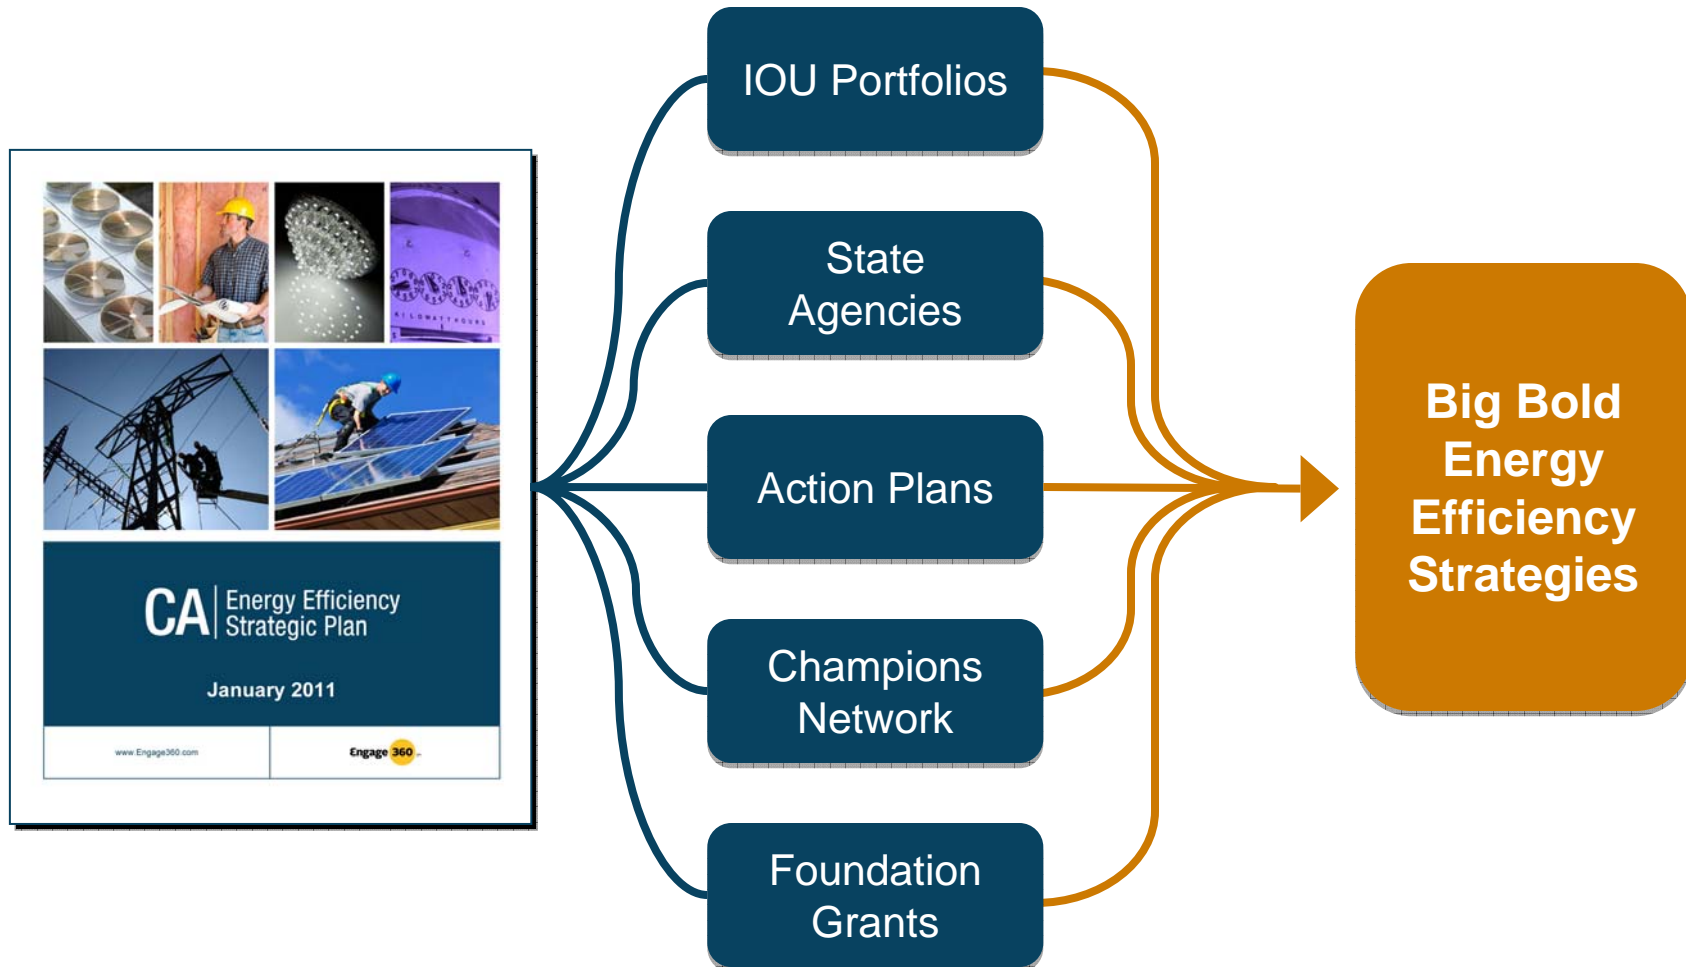 KILOWATTHOURS
CA
Energy Efficiency
Strategic Plan
January 2011
www.Engage360.com
Engage 360
IOU Portfolios
State
Agencies
Action Plans
Champions
Network
Foundation
Grants
Big Bold
Energy
Efficiency
Strategies